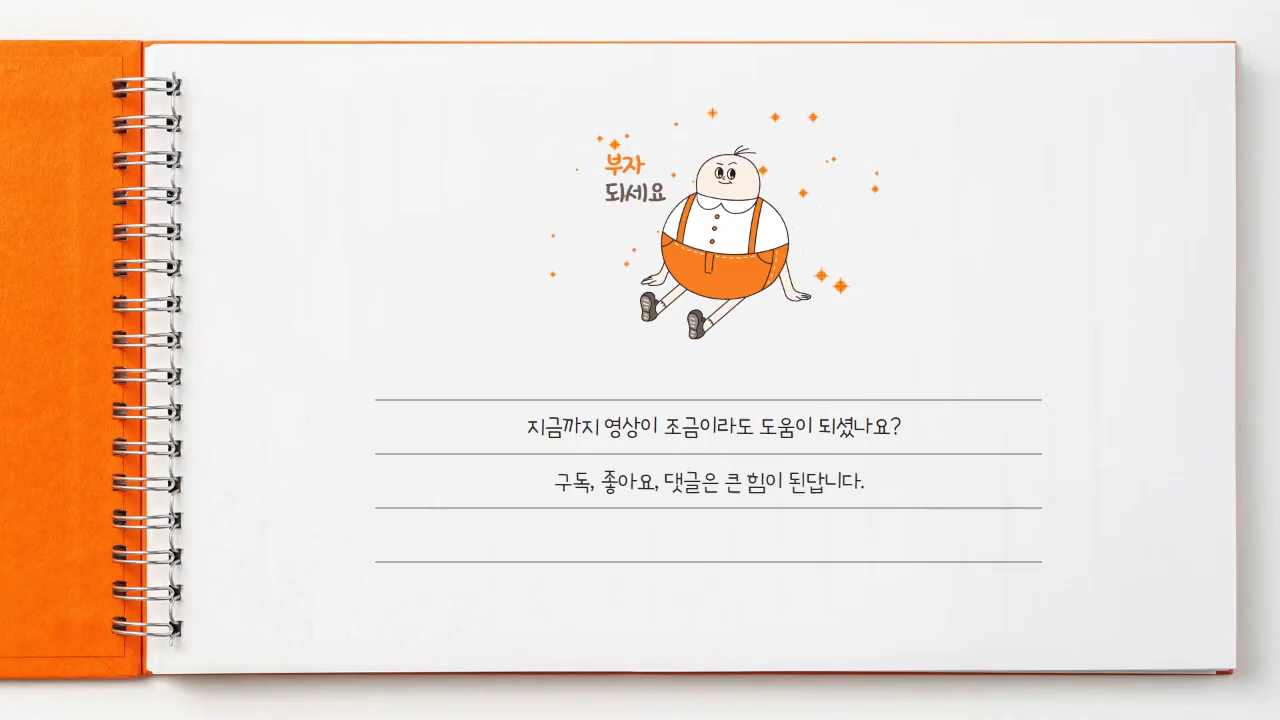 부자
되세요
지금까지 영상이 조금이라도 도움이 되셨나요?
구독, 좋아요, 댓글은 큰 힘이 된답니다.